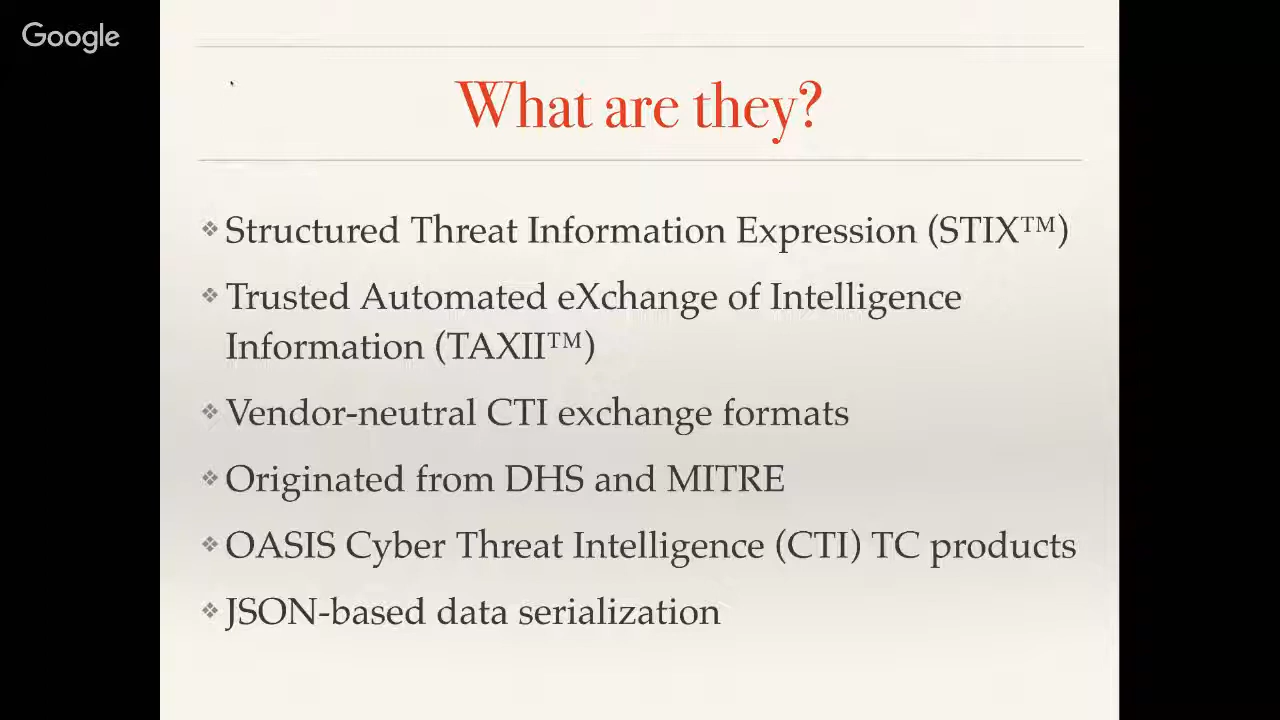 Google
What are they?
Structured Threat Information Expression (STIX™)
Trusted Automated eXchange of Intelligence
Information (TAXII™)
Vendor-neutral CTI exchange formats
Originated from DHS and MITRE
OASIS Cyber Threat Intelligence (CTI) TC products
JSON-based data serialization